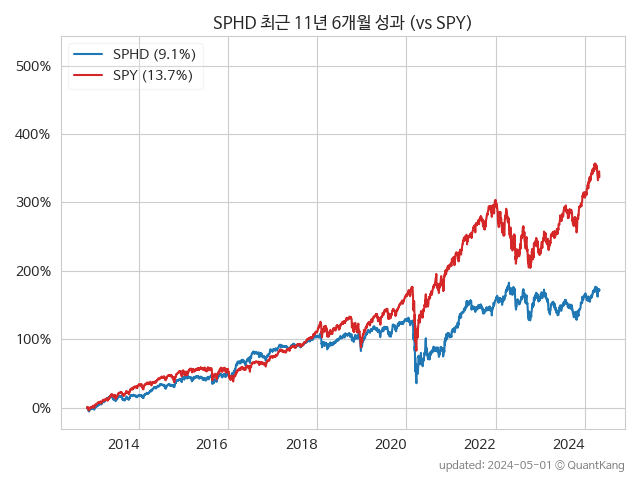 SPHD 최근 11년 6개월 성과 (vs SPY)
SPHD (9.1%)
SPY (13.7%)
500%
400%
300%
200%
100%
0%
2014 2016 2018 2020 2022 2024
updated: 2024-05-01 © QuantKang